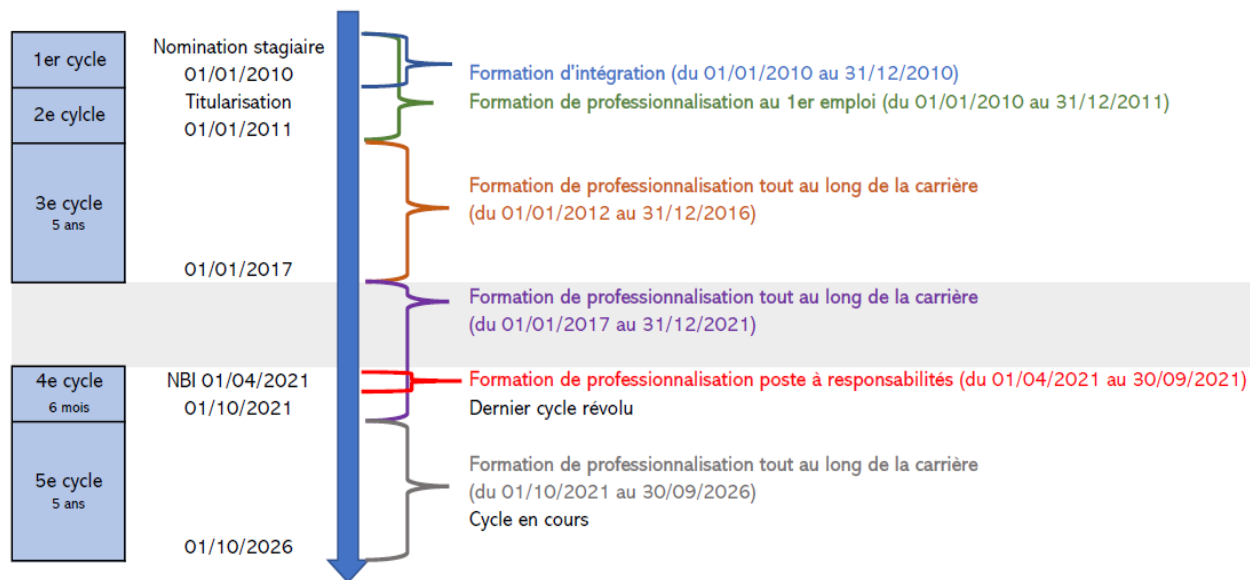 1er cycle
Nomination stagiaire
01/01/2010
Formation d'intégration (du 01/01/2010 au 31/12/2010)
2e cylcle
Titularisation
01/01/2011
Formation de professionnalisation au 1er emploi (du 01/01/2010 au 31/12/2011)
3e cycle
5 ans
Formation de professionnalisation tout au long de la carrière
(du 01/01/2012 au 31/12/2016)
01/01/2017
Formation de professionnalisation tout au long de la carrière
(du 01/01/2017 au 31/12/2021)
4e cycle
6 mois
NBI 01/04/2021
01/10/2021
Formation de professionnalisation poste à responsabilités (du 01/04/2021 au 30/09/2021)
Dernier cycle révolu
5e cycle
5 ans
Formation de professionnalisation tout au long de la carrière
(du 01/10/2021 au 30/09/2026)
Cycle en cours
01/10/2026